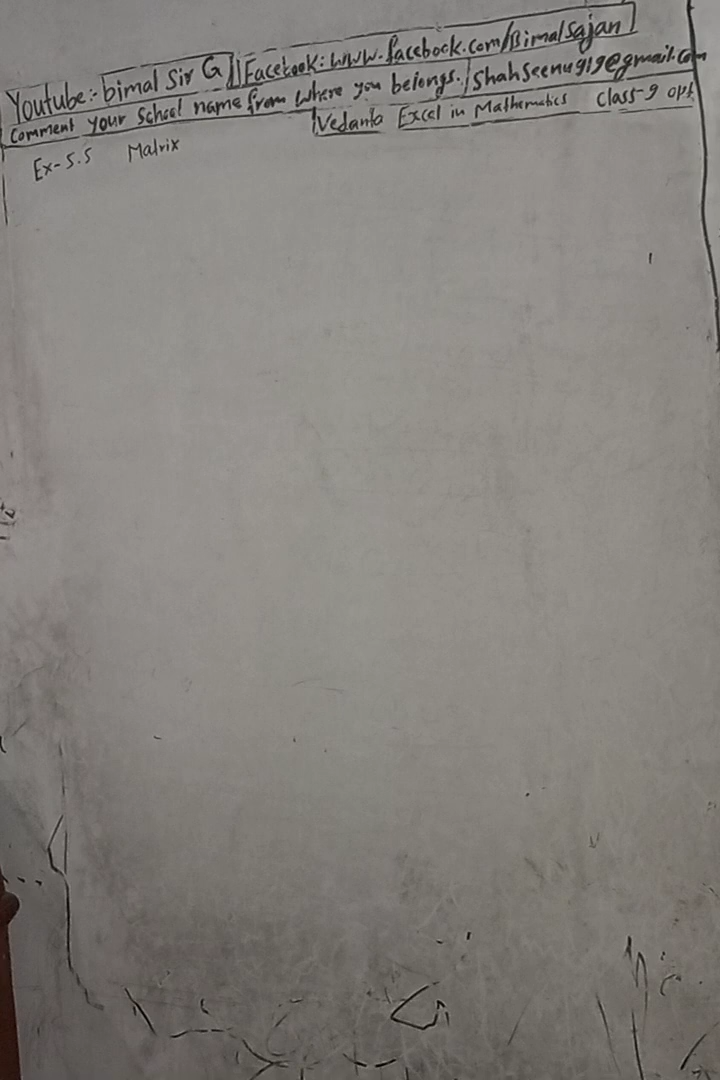 Youtube:- bimal Sir G || Facebook: www.facebook.com/Bimalsajan
Comment your School name from where you belongs. / Shahseenu919@gmail.com
Vedanta Excel in Mathematics Class-9 opt
Ex-5.5 Matrix